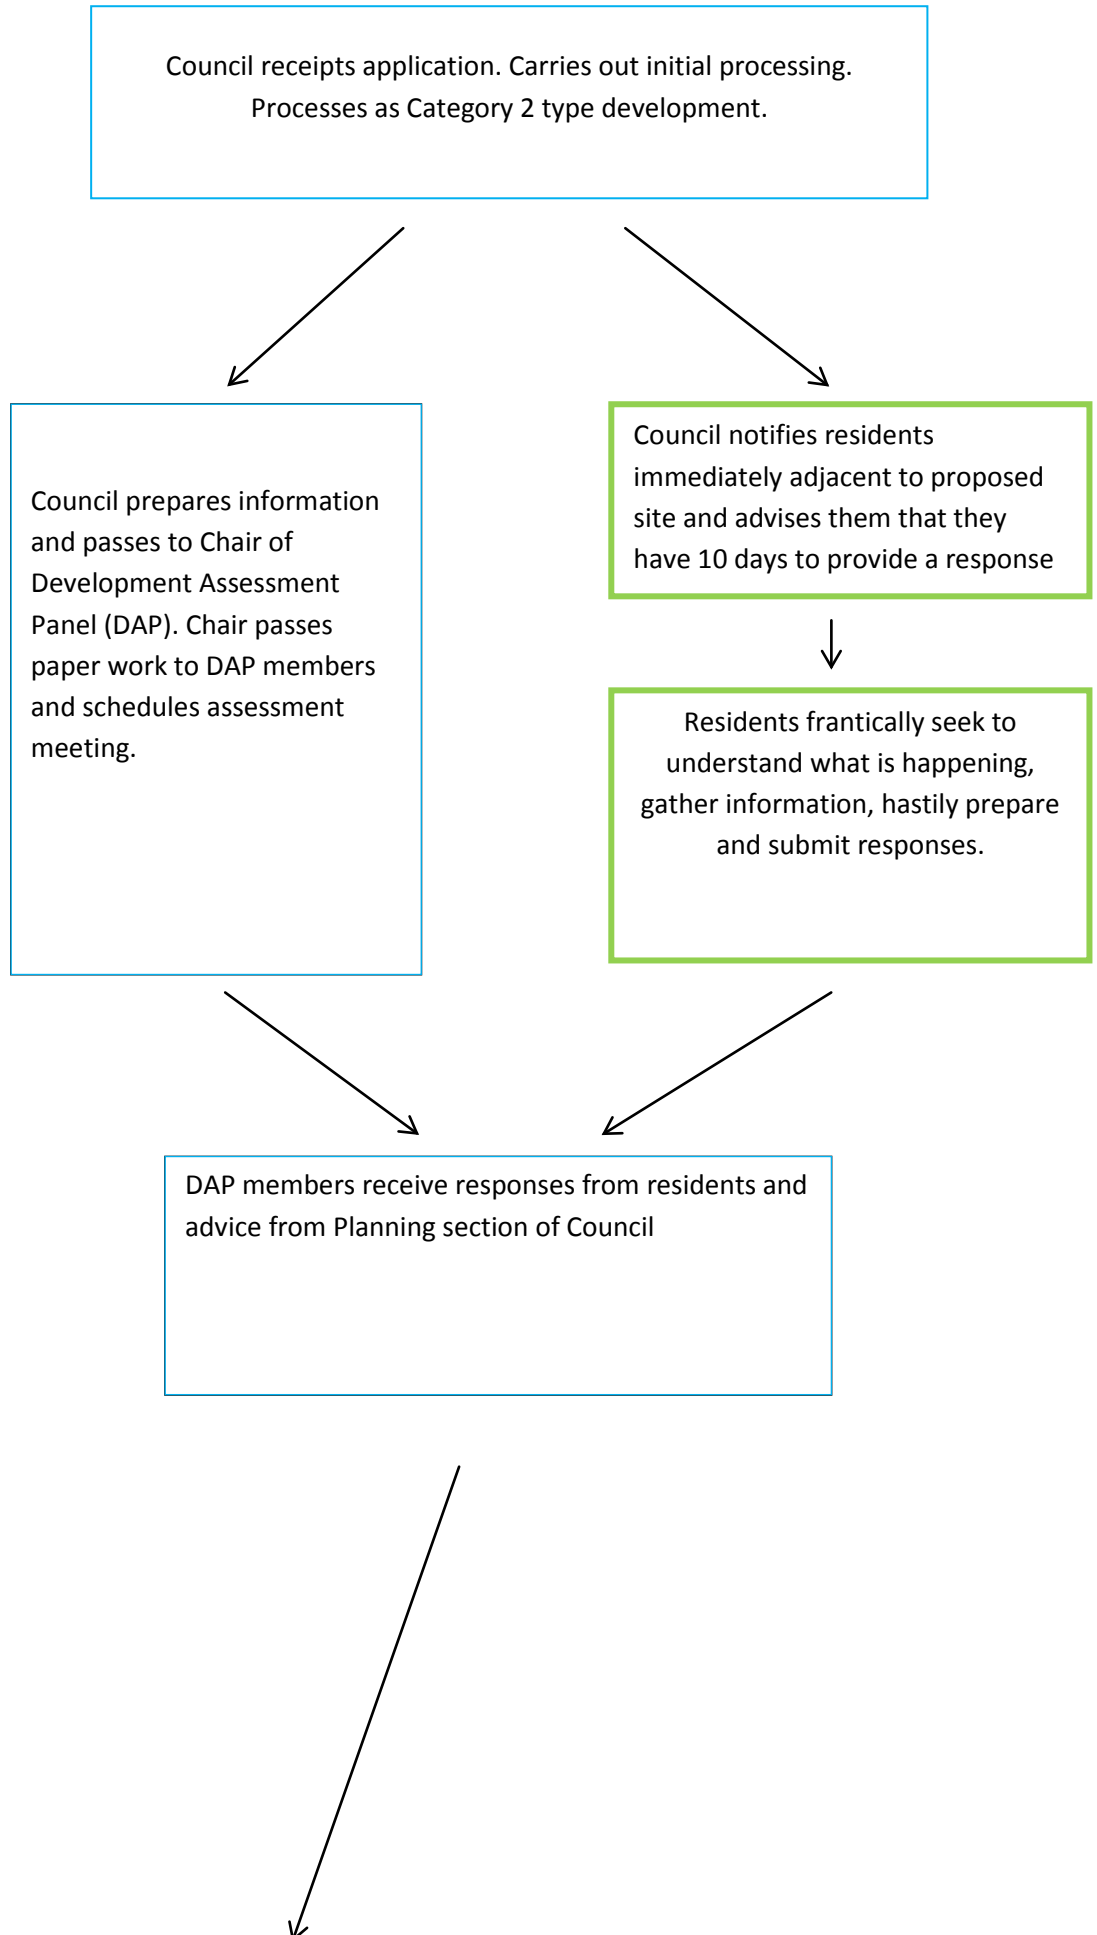 Council receipts application. Carries out initial processing.
Processes as Category 2 type development.
Council prepares information
and passes to Chair of
Development Assessment
Panel (DAP). Chair passes
paper work to DAP members
and schedules assessment
meeting.
Council notifies residents
immediately adjacent to proposed
site and advises them that they
have 10 days to provide a response
Residents frantically seek to
understand what is happening,
gather information, hastily prepare
and submit responses.
DAP members receive responses from residents and
advice from Planning section of Council